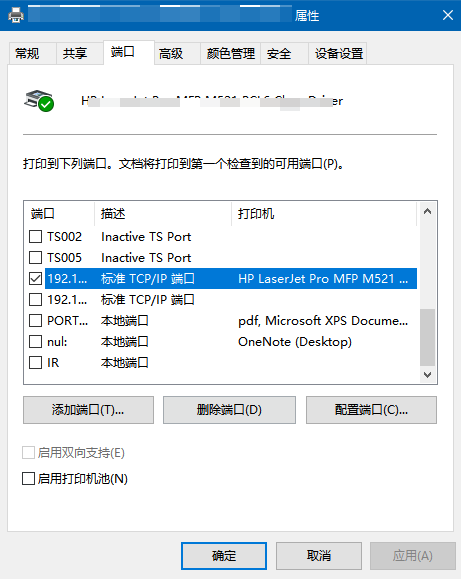 属性
常规 共享 端口 高级 颜色管理 安全 设备设置
打印到下列端口。文档将打印到第一个检查到的可用端口(P)。
端口 描述 打印机
TS002 Inactive TS Port
TS005 Inactive TS Port
192.1... 标准 TCP/IP 端口 HP LaserJet Pro MFP M521 ...
192.1... 标准 TCP/IP 端口
PORT... 本地端口 pdf, Microsoft XPS Docume...
nul: 本地端口 OneNote (Desktop)
IR 本地端口
添加端口(T)... 删除端口(D) 配置端口(C)...
启用双向支持(E)
启用打印机池(N)
确定 取消 应用(A)